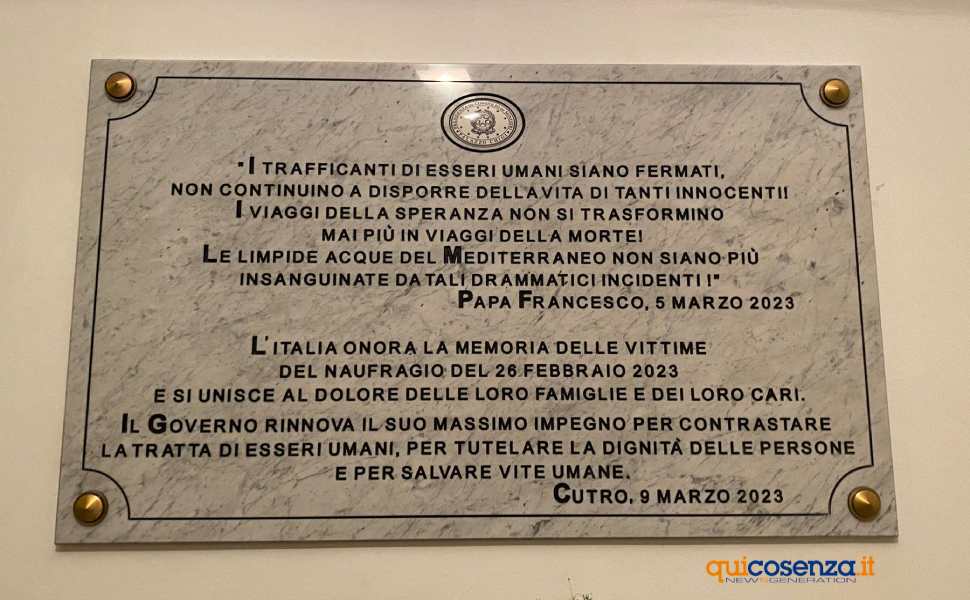 "I TRAFFICANTI DI ESSERI UMANI SIANO FERMATI,
NON CONTINUINO A DISPORRE DELLA VITA DI TANTI INNOCENTI!
I VIAGGI DELLA SPERANZA NON SI TRASFORMINO
MAI PIÙ IN VIAGGI DELLA MORTE!
LE LIMPIDE ACQUE DEL MEDITERRANEO NON SIANO PIÙ
INSANGUINATE DA TALI DRAMMATICI INCIDENTI !"
PAPA FRANCESCO, 5 MARZO 2023
L'ITALIA ONORA LA MEMORIA DELLE VITTIME
DEL NAUFRAGIO DEL 26 FEBBRAIO 2023
E SI UNISCE AL DOLORE DELLE LORO FAMIGLIE E DEI LORO CARI.
IL GOVERNO RINNOVA IL SUO MASSIMO IMPEGNO PER CONTRASTARE
LA TRATTA DI ESSERI UMANI, PER TUTELARE LA DIGNITÀ DELLE PERSONE
E PER SALVARE VITE UMANE.
CUTRO, 9 MARZO 2023
quicosenza.it
NEWS GENERATION